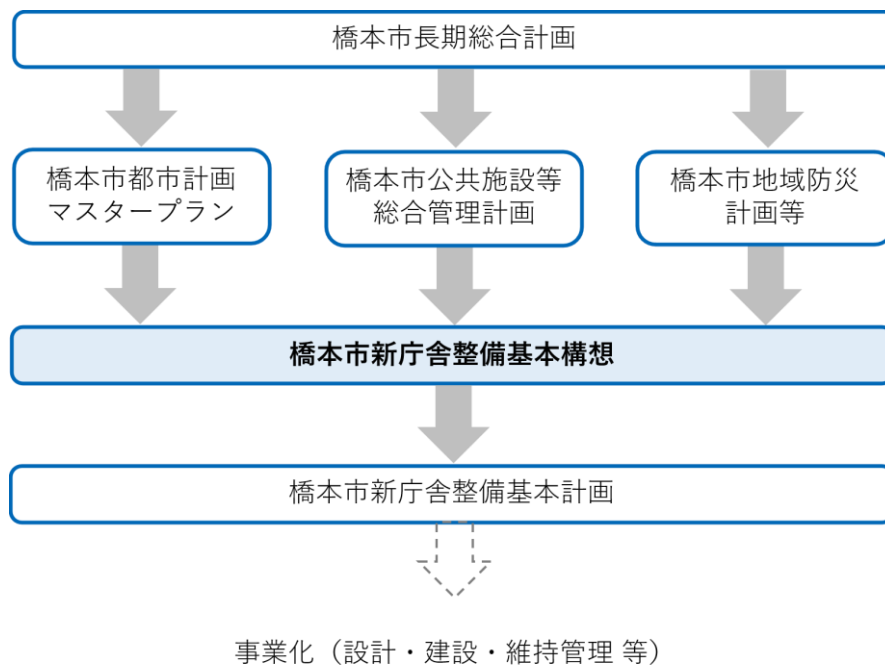 橋本市長期総合計画
橋本市都市計画
マスタープラン
橋本市公共施設等
総合管理計画
橋本市地域防災
計画等
橋本市新庁舎整備基本構想
橋本市新庁舎整備基本計画
事業化（設計・建設・維持管理 等）